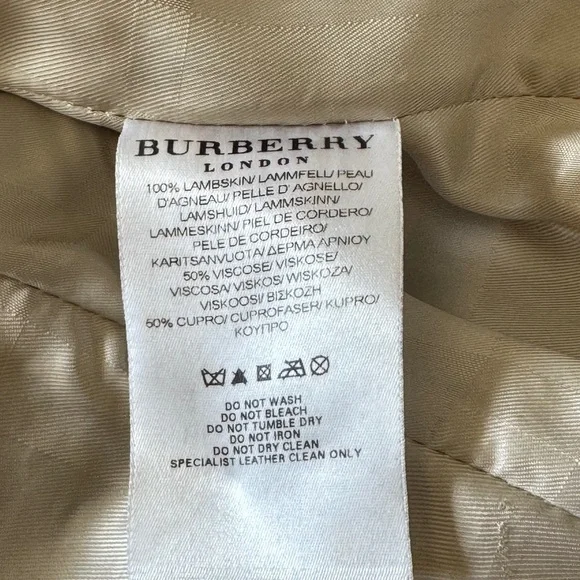 BURBERRY
LONDON
100% LAMBSKIN/ LAMMFELL/ PEAU
D'AGNEAU/ PELLE D' AGNELLO/
LAMSHUID/ LAMMSKINN/
LAMMESKINN/ PIEL DE CORDERO/
PELE DE CORDEIRO/
KARITSANVUOTA/ ΔΕΡΜΑ ΑΡΝΙΟΥ
50% VISCOSE/ VISKOSE/
VISCOSA/ VISKOS/ WISKOZA/
VISKOOSI/ ΒΙΣΚΟΖΗ
50% CUPRO/ CUPROFASER/ KUPRO/
ΚΟΥΠΡΟ
DO NOT WASH
DO NOT BLEACH
DO NOT TUMBLE DRY
DO NOT IRON
DO NOT DRY CLEAN
SPECIALIST LEATHER CLEAN ONLY